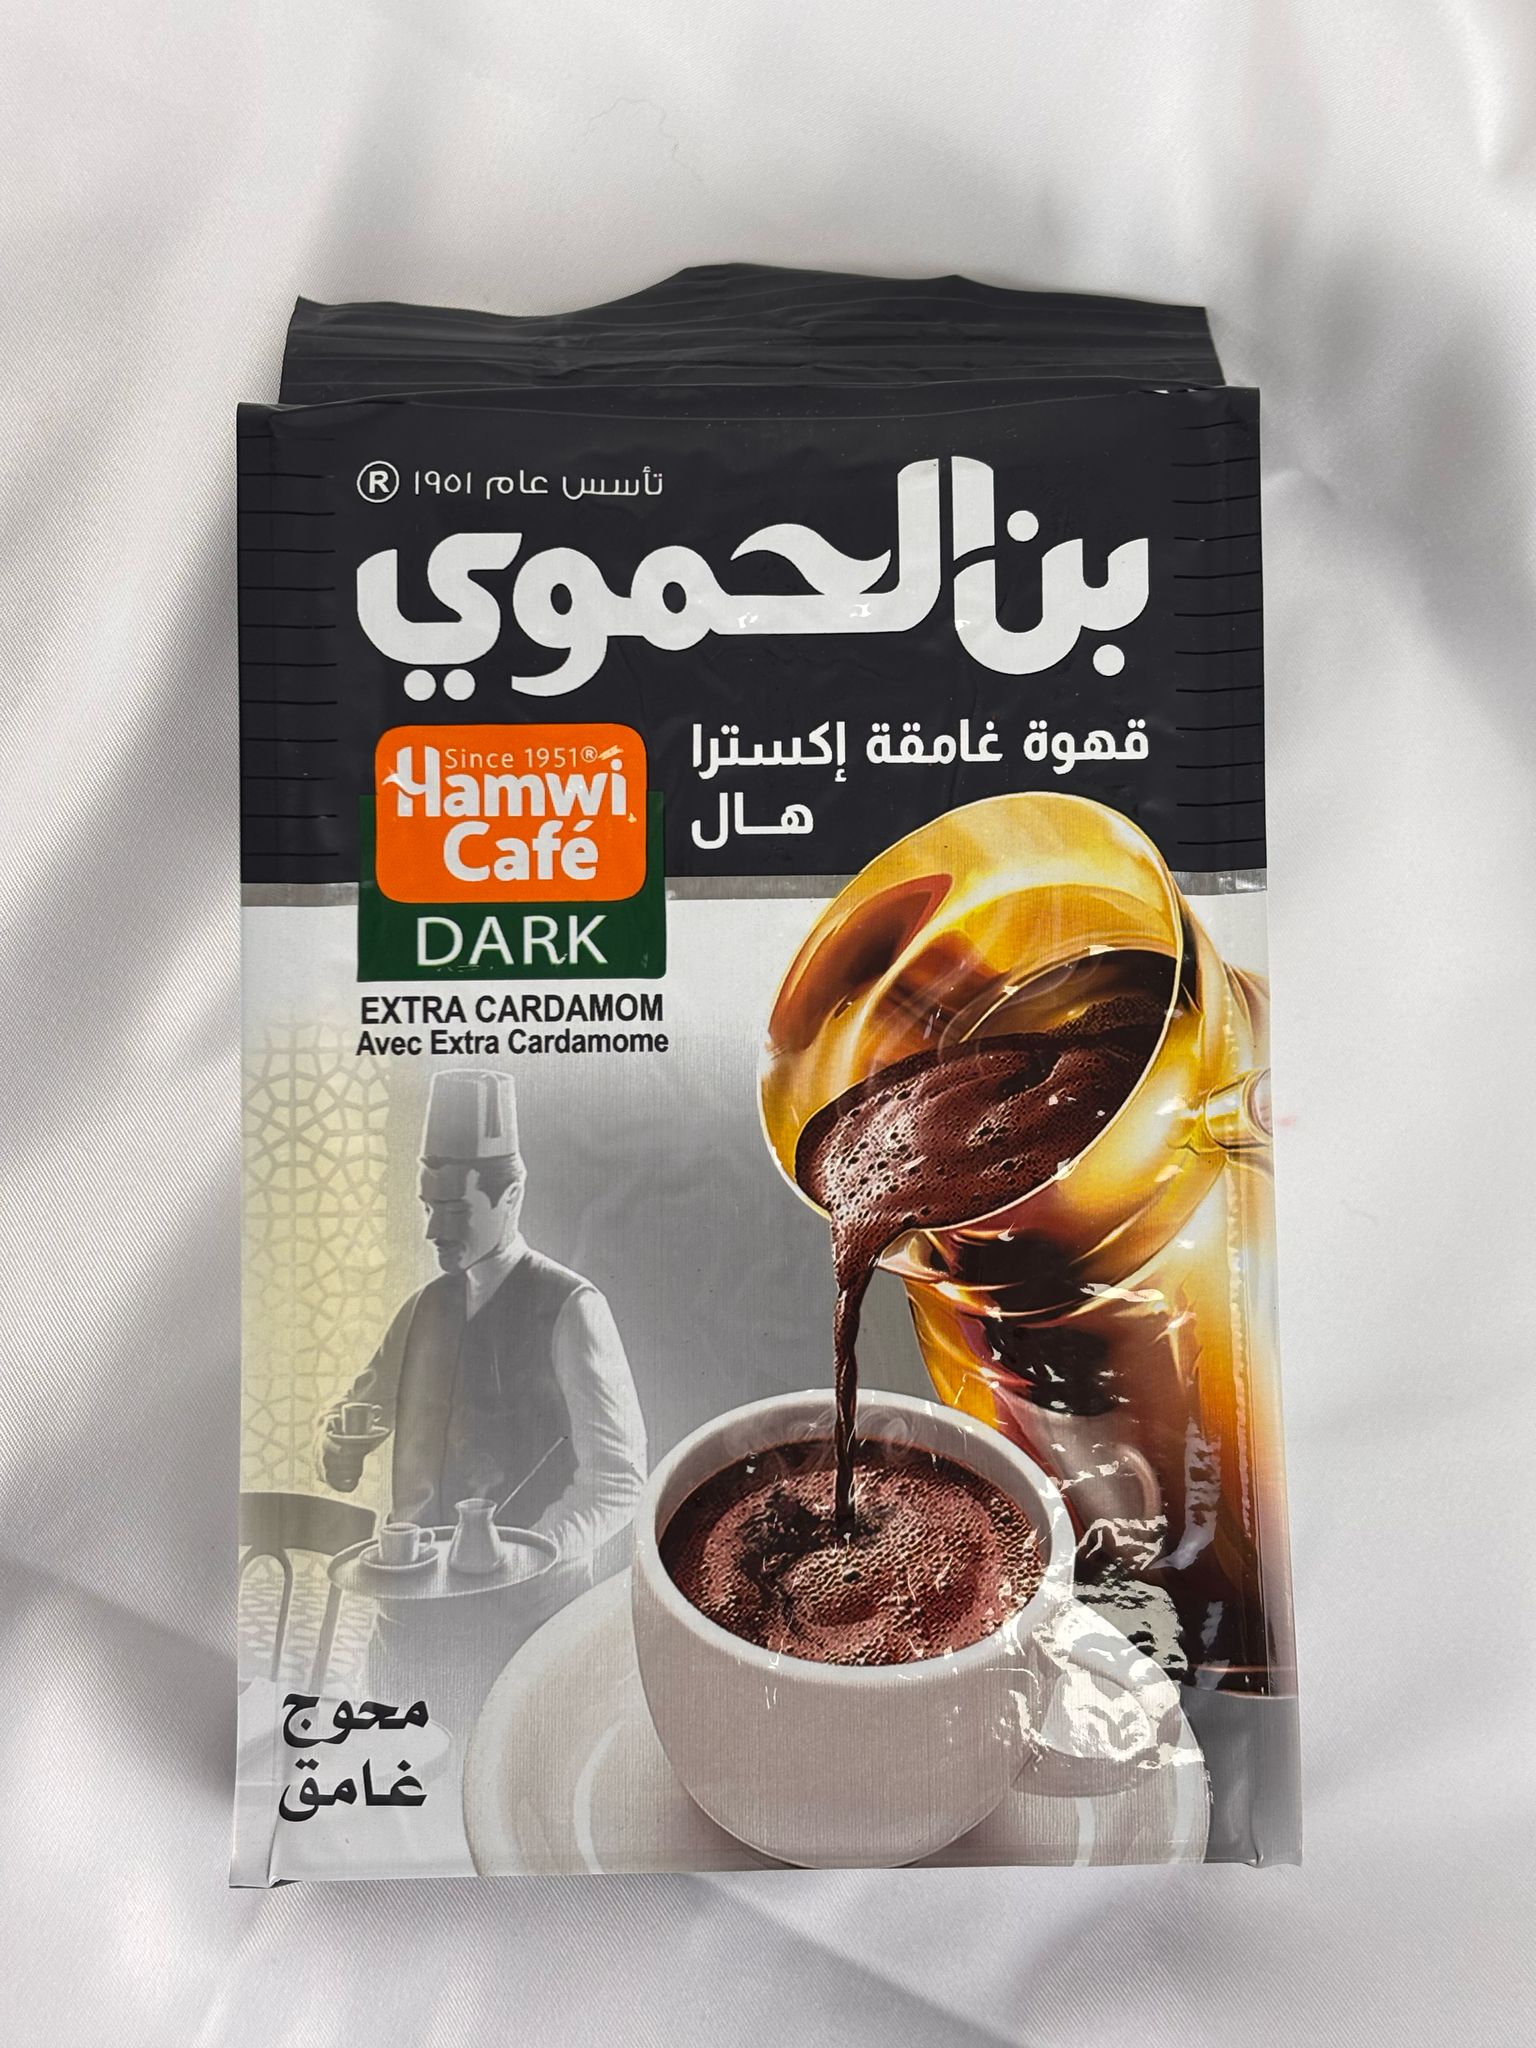 تأسس عام ١٩٥١ ®
بن الحموي
قهوة غامقة إكسترا
هـال
Since 1951®
Hamwi
Café
DARK
EXTRA CARDAMOM
Avec Extra Cardamome
محوج
غامق